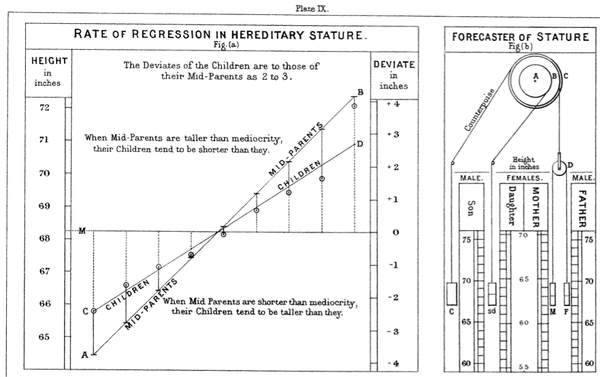 Plate IX.
RATE OF REGRESSION IN HEREDITARY STATURE.
Fig. (a)
HEIGHT
in
inches
The Deviates of the Children are to those of
their Mid-Parents as 2 to 3.
DEVIATE
in
inches
72
71
70
69
68
67
66
65
M
C
A
B
D
When Mid-Parents are taller than mediocrity,
their Children tend to be shorter than they.
MID-PARENTS
CHILDREN
CHILDREN
MID-PARENTS
When Mid Parents are shorter than mediocrity,
their Children tend to be taller than they.
+4
+3
+2
+1
0
-1
-2
-3
-4
FORECASTER OF STATURE
Fig (b)
A
B
C
Counterpoise
D
Height
in inches
MALE.
FEMALES.
MALE.
Son
Daughter
MOTHER
FATHER
75
70
65
60
70
65
60
55
75
70
65
60
C
sd
M
F